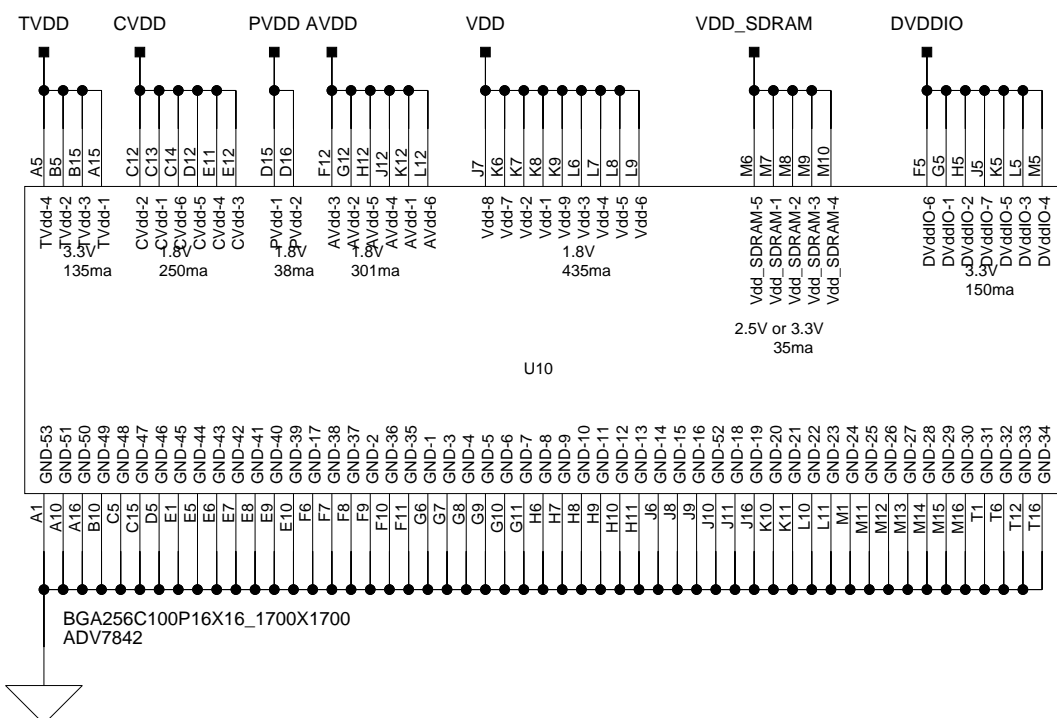 TVDD CVDD PVDD AVDD VDD VDD_SDRAM DVDDIO
A5 B5 B15 A15 C12 C13 C14 D12 E11 E12 D15 D16 F12 G12 H12 J12 K12 L12 J7 K6 K7 K8 K9 L6 L7 L8 L9 M6 M7 M8 M9 M10 F5 G5 H5 J5 K5 L5 M5
TVdd-4 TVdd-2 TVdd-3 TVdd-1 CVdd-2 CVdd-1 CVdd-6 CVdd-5 CVdd-4 CVdd-3 PVdd-1 PVdd-2 AVdd-3 AVdd-2 AVdd-5 AVdd-4 AVdd-1 AVdd-6 Vdd-8 Vdd-7 Vdd-2 Vdd-1 Vdd-9 Vdd-3 Vdd-4 Vdd-5 Vdd-6 Vdd_SDRAM-5 Vdd_SDRAM-1 Vdd_SDRAM-2 Vdd_SDRAM-3 Vdd_SDRAM-4 DVddIO-6 DVddIO-1 DVddIO-2 DVddIO-7 DVddIO-5 DVddIO-3 DVddIO-4
3.3V 1.8V 1.8V 1.8V 1.8V 3.3V
135ma 250ma 38ma 301ma 435ma 150ma
2.5V or 3.3V
35ma
U10
GND-53 GND-51 GND-50 GND-49 GND-48 GND-47 GND-46 GND-45 GND-44 GND-43 GND-42 GND-41 GND-40 GND-39 GND-17 GND-38 GND-37 GND-2 GND-36 GND-35 GND-1 GND-3 GND-4 GND-5 GND-6 GND-7 GND-8 GND-9 GND-10 GND-11 GND-12 GND-13 GND-14 GND-15 GND-16 GND-52 GND-18 GND-19 GND-20 GND-21 GND-22 GND-23 GND-24 GND-25 GND-26 GND-27 GND-28 GND-29 GND-30 GND-31 GND-32 GND-33 GND-34
A1 A10 A16 B10 C5 C15 D5 E1 E5 E6 E7 E8 E9 E10 F6 F7 F8 F9 F10 F11 G6 G7 G8 G9 G10 G11 H6 H7 H8 H9 H10 H11 J6 J8 J9 J10 J11 J16 K10 K11 L10 L11 M1 M11 M12 M13 M14 M15 M16 T1 T6 T12 T16
BGA256C100P16X16_1700X1700
ADV7842